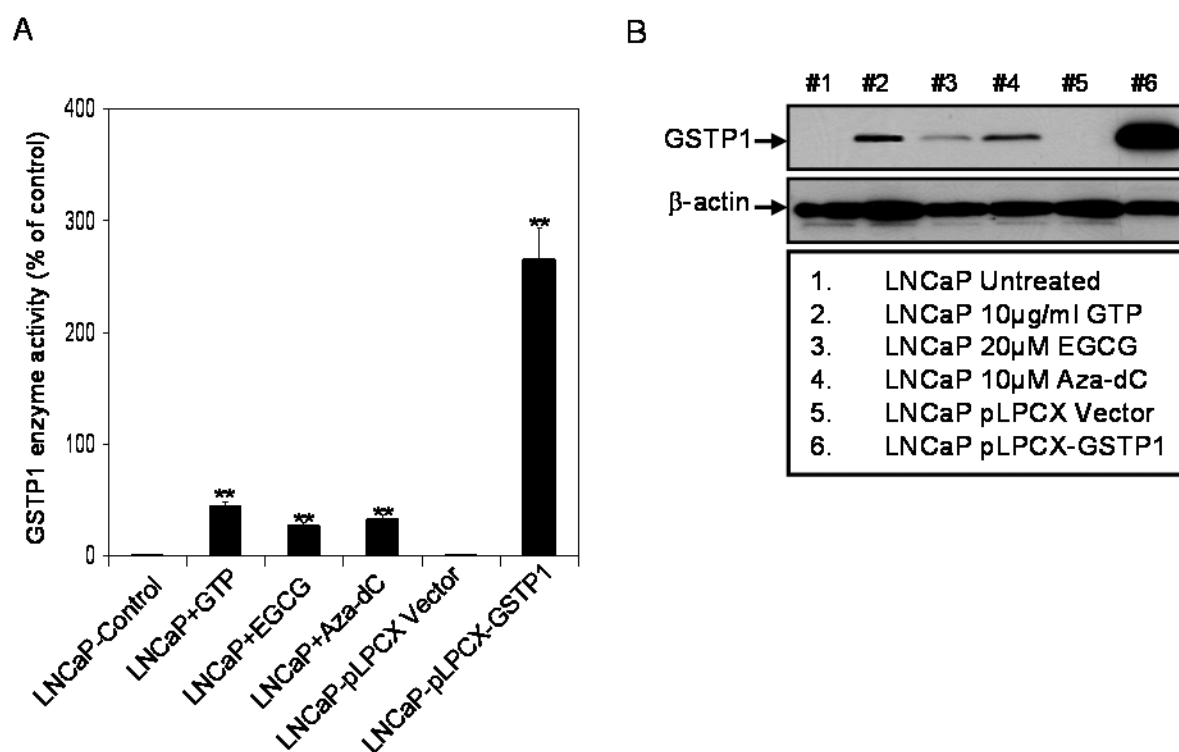 A
GSTP1 enzyme activity (% of control)
400
300
200
100
0
**
**
**
**
LNCaP-Control
LNCaP+GTP
LNCaP+EGCG
LNCaP+Aza-dC
LNCaP-pLPCX Vector
LNCaP-pLPCX-GSTP1
B
#1 #2 #3 #4 #5 #6
GSTP1
β-actin
1. LNCaP Untreated
2. LNCaP 10µg/ml GTP
3. LNCaP 20µM EGCG
4. LNCaP 10µM Aza-dC
5. LNCaP pLPCX Vector
6. LNCaP pLPCX-GSTP1